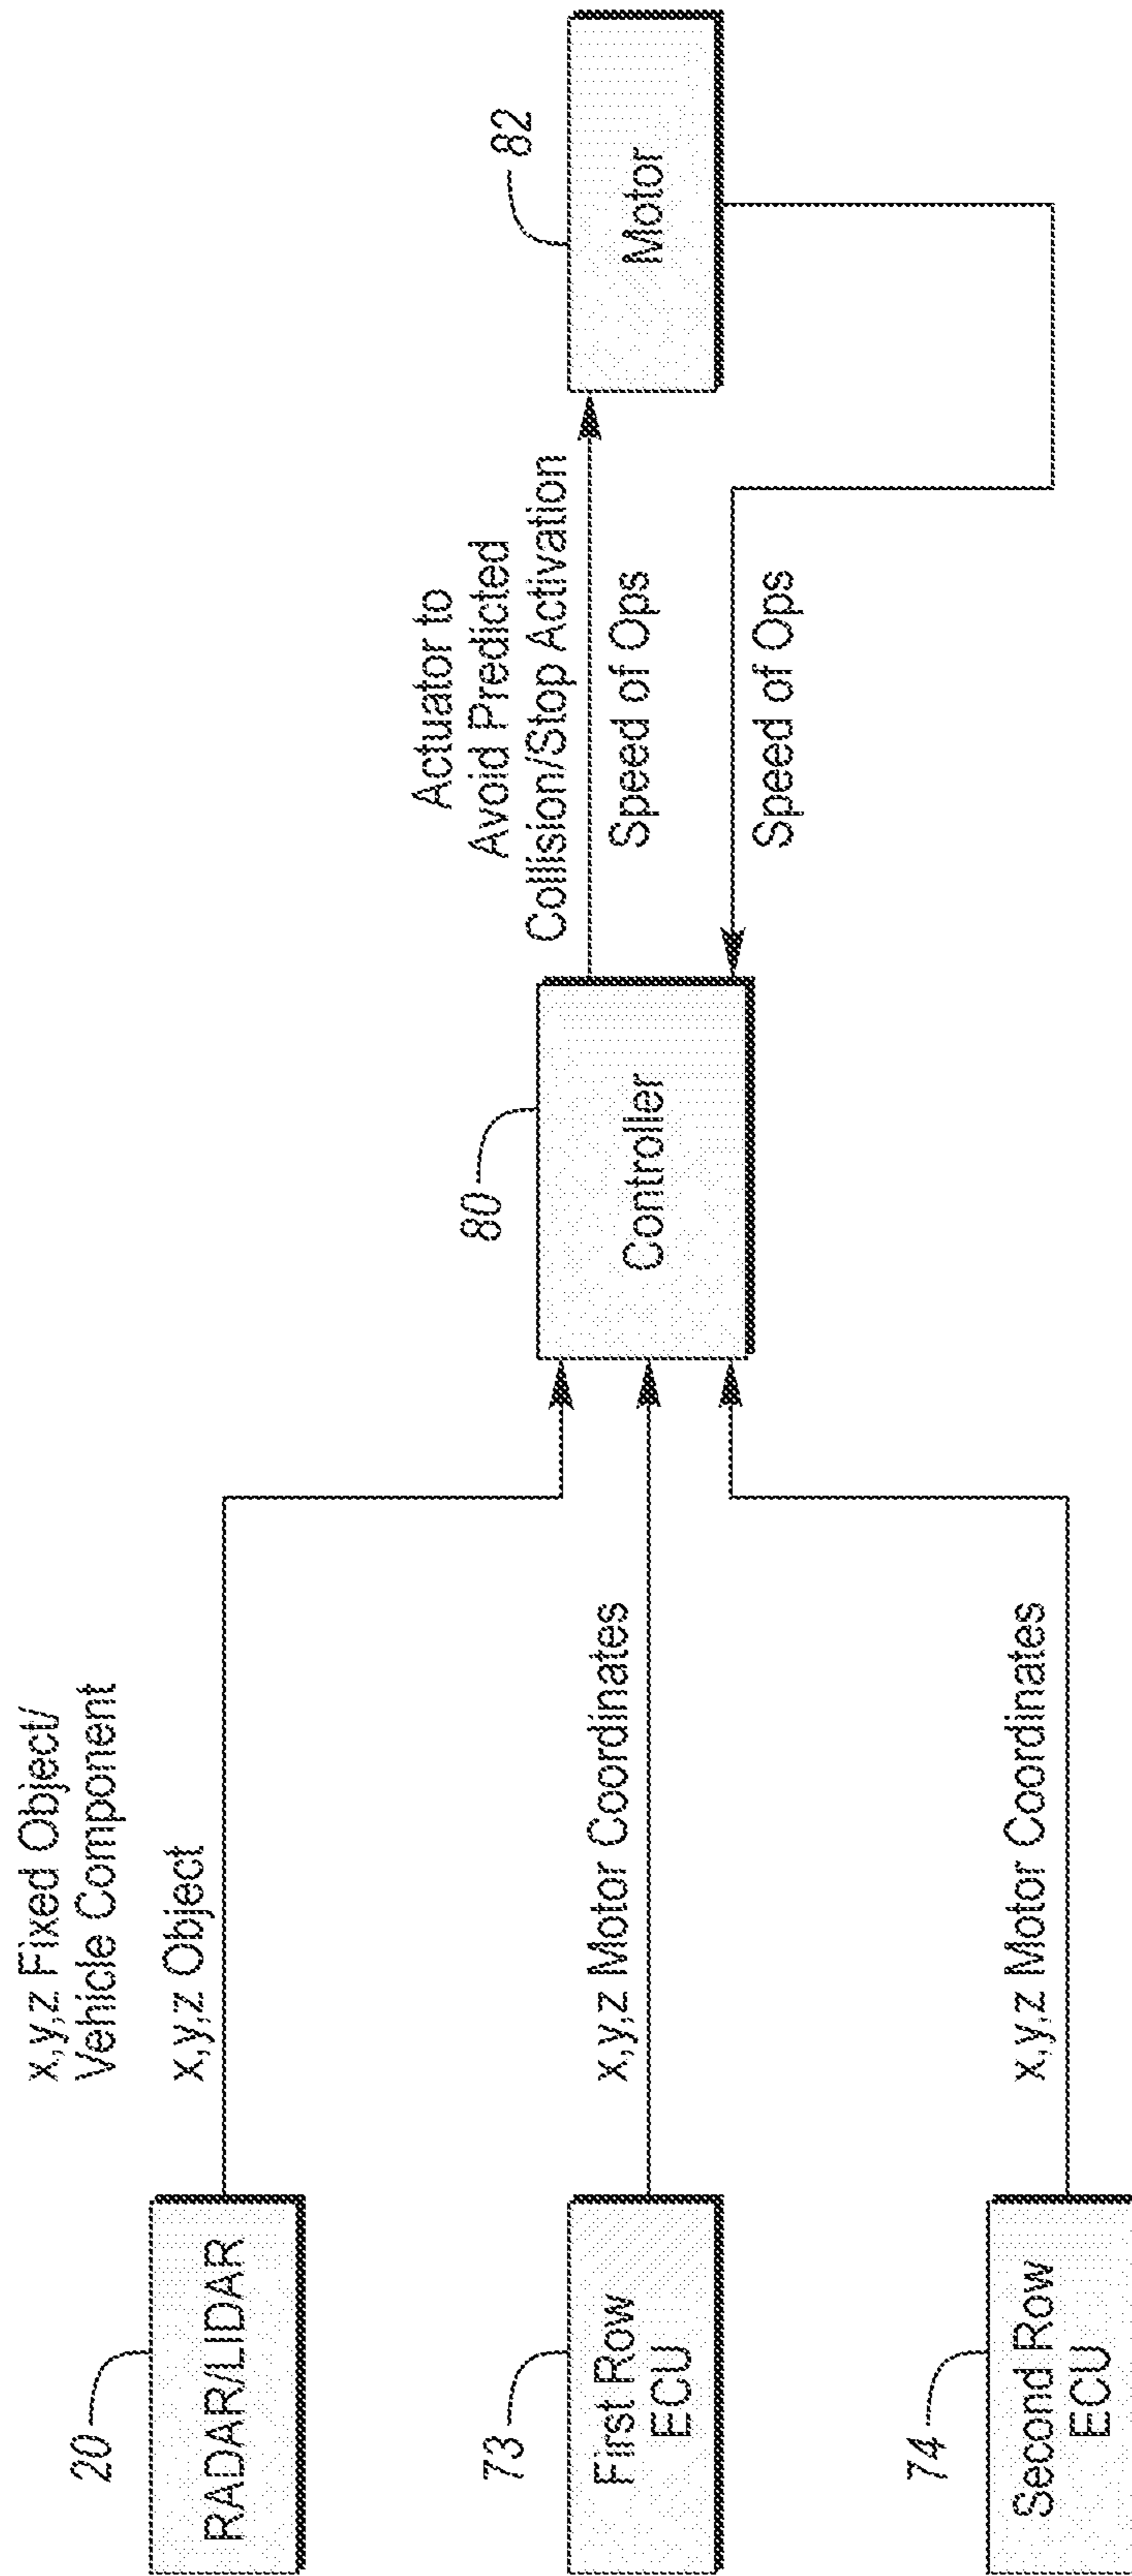 20
RADAR/LIDAR
x,y,z Fixed Object/
Vehicle Component
x,y,z Object
73
First Row
ECU
x,y,z Motor Coordinates
74
Second Row
ECU
x,y,z Motor Coordinates
80
Controller
Actuator to
Avoid Predicted
Collision/Stop Activation
Speed of Ops
Speed of Ops
82
Motor